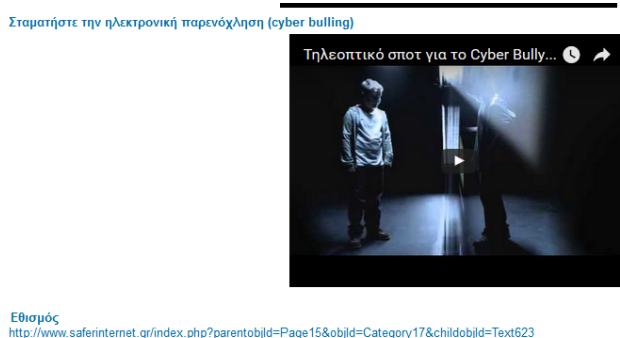 Σταματήστε την ηλεκτρονική παρενόχληση (cyber bulling)
Τηλεοπτικό σποτ για το Cyber Bully...
Εθισμός
http://www.saferinternet.gr/index.php?parentobjId=Page15&objId=Category17&childobjId=Text623